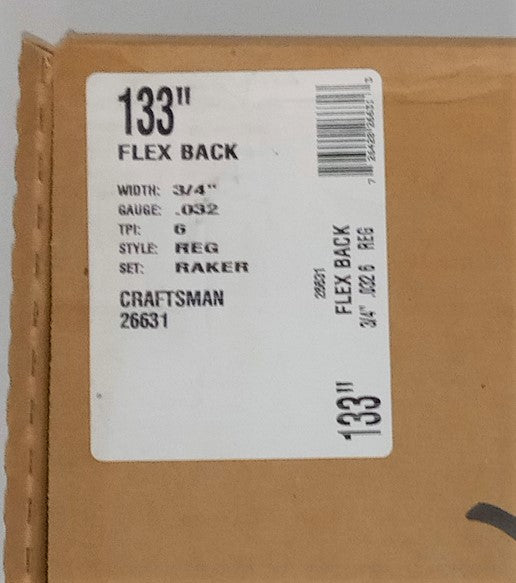 133"
FLEX BACK
WIDTH: 3/4"
GAUGE: .032
TPI: 6
STYLE: REG
SET: RAKER
CRAFTSMAN
26631
26631
FLEX BACK
3/4" .032 6 REG
133"